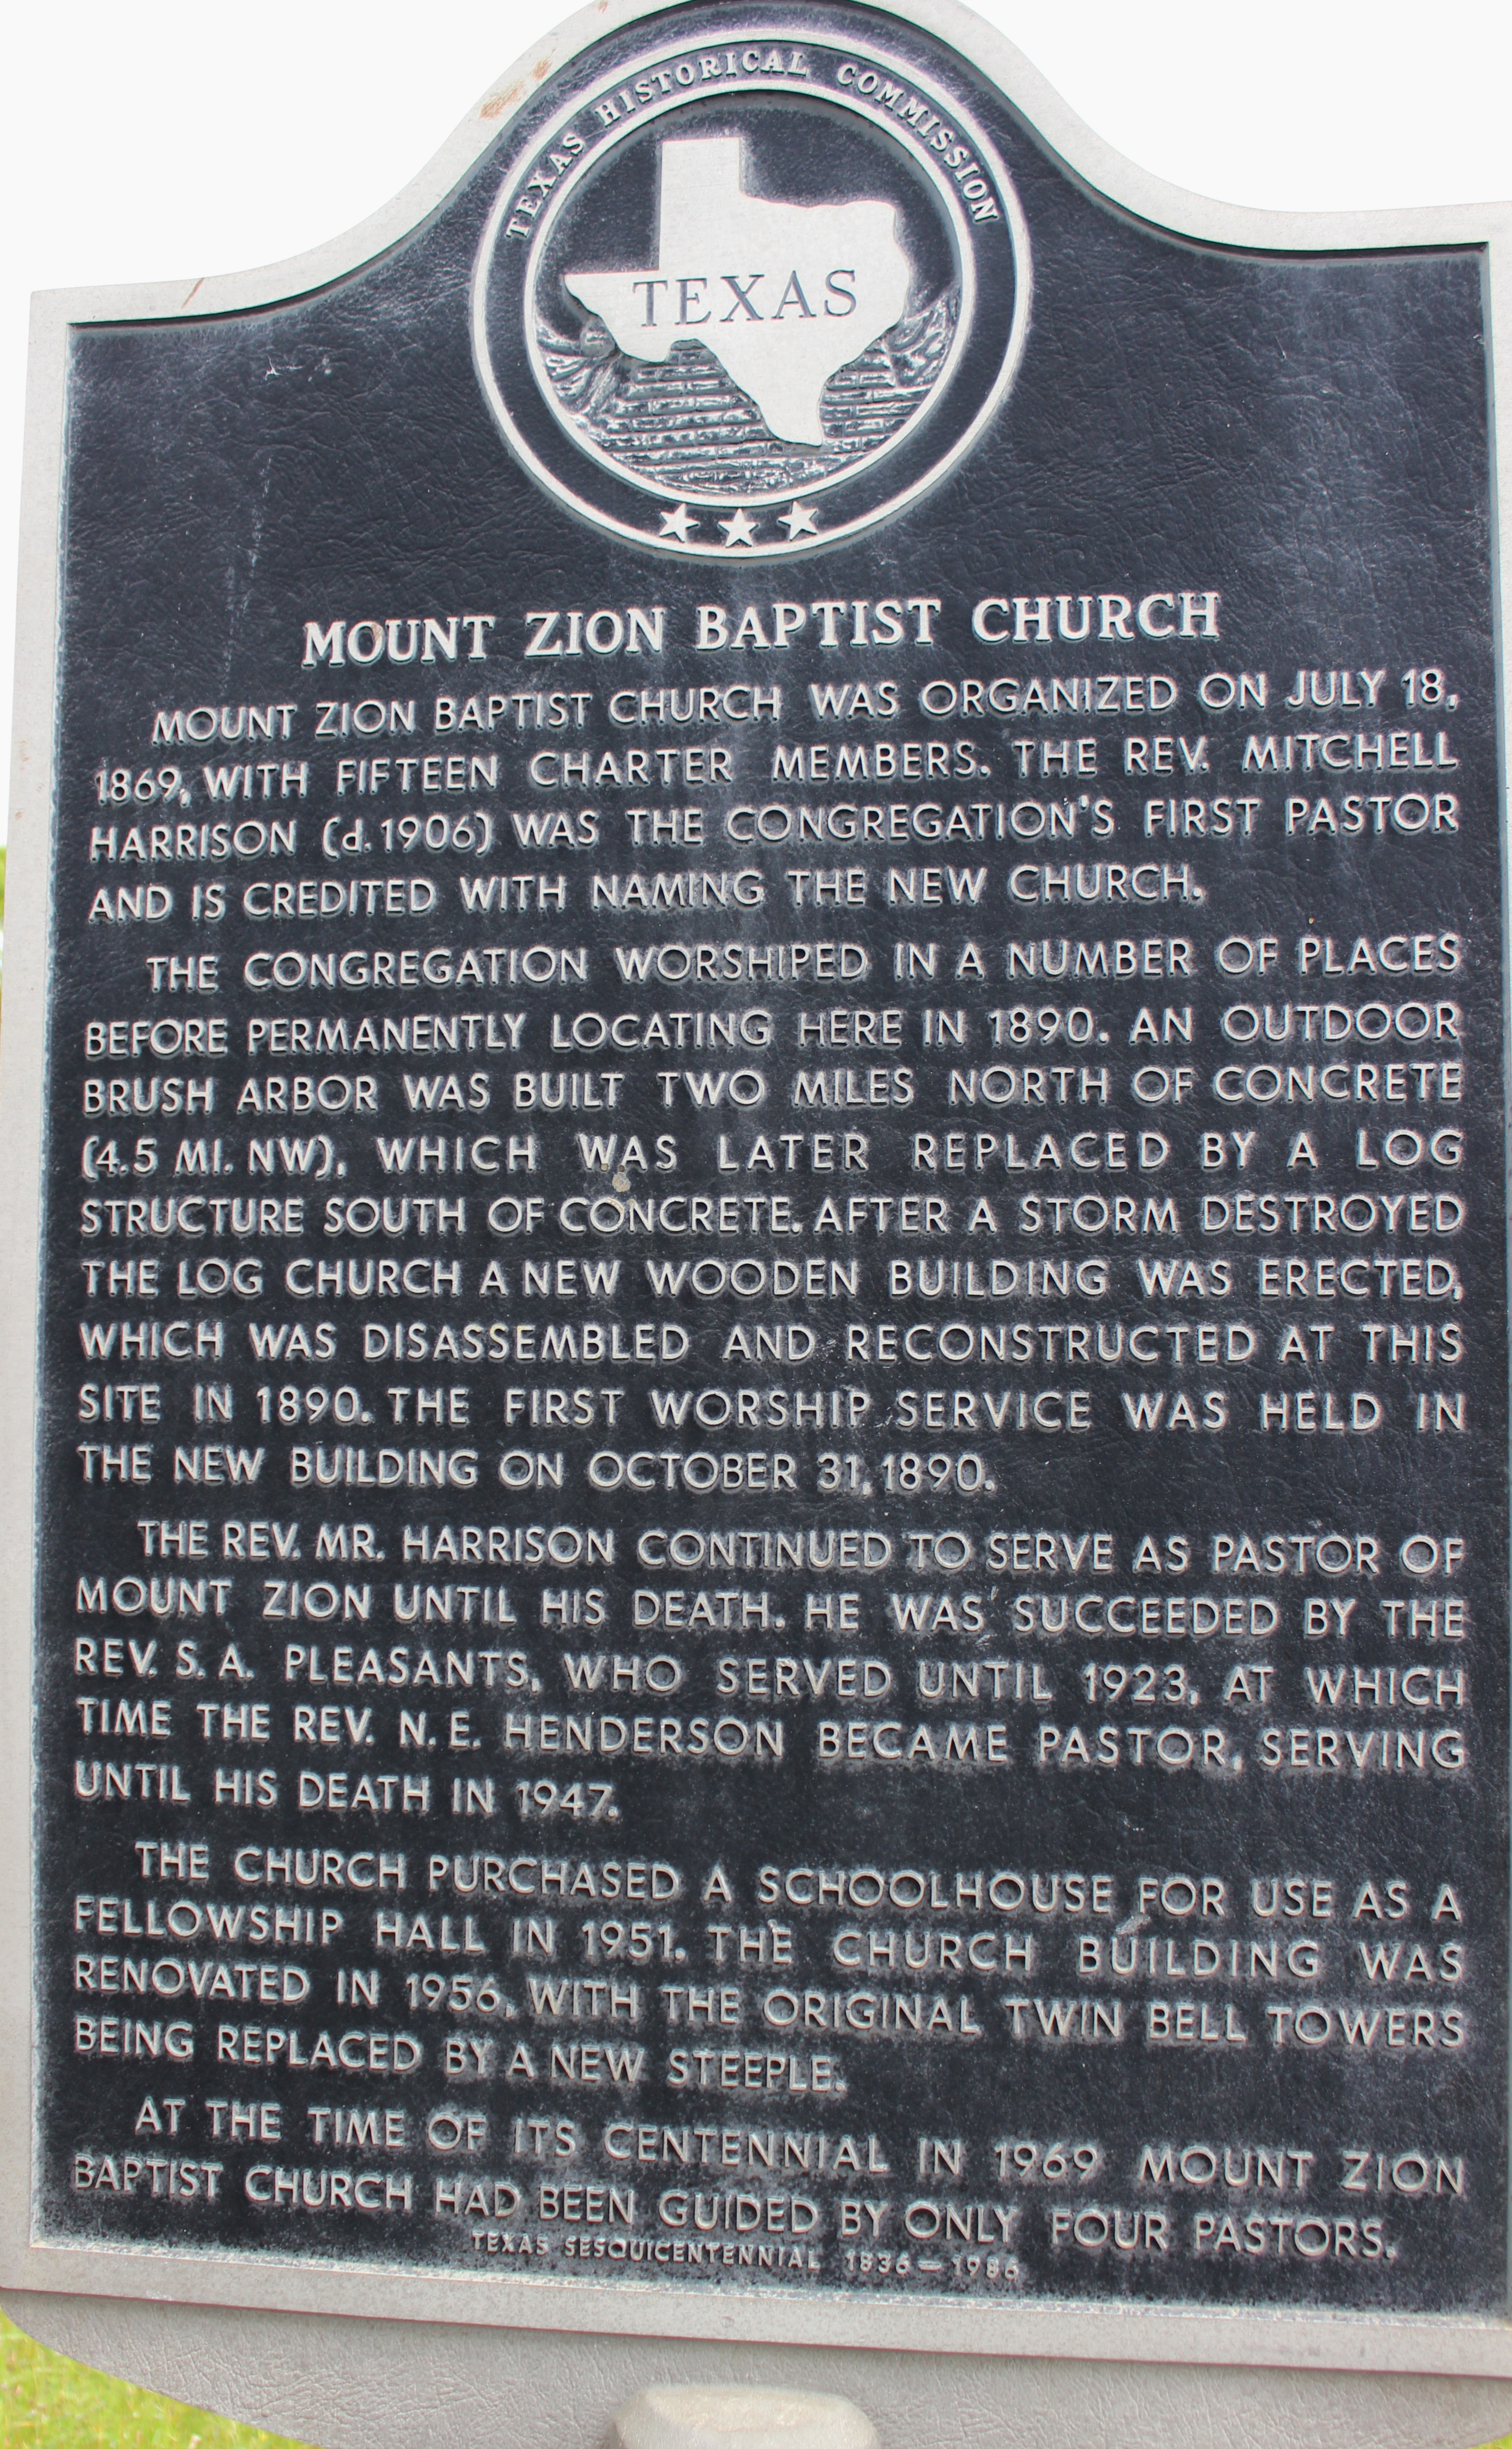 TEXAS HISTORICAL COMMISSION
TEXAS
MOUNT ZION BAPTIST CHURCH
MOUNT ZION BAPTIST CHURCH WAS ORGANIZED ON JULY 18,
1869, WITH FIFTEEN CHARTER MEMBERS. THE REV. MITCHELL
HARRISON (d. 1906) WAS THE CONGREGATION'S FIRST PASTOR
AND IS CREDITED WITH NAMING THE NEW CHURCH.
THE CONGREGATION WORSHIPED IN A NUMBER OF PLACES
BEFORE PERMANENTLY LOCATING HERE IN 1890. AN OUTDOOR
BRUSH ARBOR WAS BUILT TWO MILES NORTH OF CONCRETE
(4.5 MI. NW), WHICH WAS LATER REPLACED BY A LOG
STRUCTURE SOUTH OF CONCRETE. AFTER A STORM DESTROYED
THE LOG CHURCH A NEW WOODEN BUILDING WAS ERECTED,
WHICH WAS DISASSEMBLED AND RECONSTRUCTED AT THIS
SITE IN 1890. THE FIRST WORSHIP SERVICE WAS HELD IN
THE NEW BUILDING ON OCTOBER 31, 1890.
THE REV. MR. HARRISON CONTINUED TO SERVE AS PASTOR OF
MOUNT ZION UNTIL HIS DEATH. HE WAS SUCCEEDED BY THE
REV. S. A. PLEASANTS, WHO SERVED UNTIL 1923, AT WHICH
TIME THE REV. N. E. HENDERSON BECAME PASTOR, SERVING
UNTIL HIS DEATH IN 1947.
THE CHURCH PURCHASED A SCHOOLHOUSE FOR USE AS A
FELLOWSHIP HALL IN 1951. THE CHURCH BUILDING WAS
RENOVATED IN 1956, WITH THE ORIGINAL TWIN BELL TOWERS
BEING REPLACED BY A NEW STEEPLE.
AT THE TIME OF ITS CENTENNIAL IN 1969 MOUNT ZION
BAPTIST CHURCH HAD BEEN GUIDED BY ONLY FOUR PASTORS.
TEXAS SESQUICENTENNIAL 1836—1986